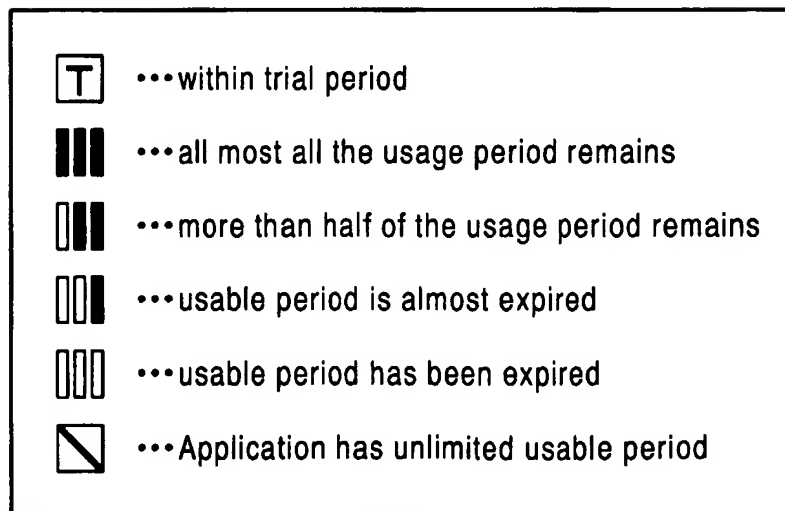 T •••within trial period
•••all most all the usage period remains
•••more than half of the usage period remains
•••usable period is almost expired
•••usable period has been expired
•••Application has unlimited usable period